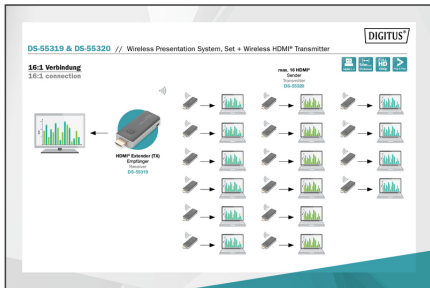 DIGITUS®
DS-55319 & DS-55320 // Wireless Presentation System, Set + Wireless HDMI® Transmitter
16:1 Verbindung
16:1 connection
max. 16 HDMI®
Sender
Transmitter
DS-55320
HDMI® Extender (TX)
Empfänger
Receiver
DS-55319